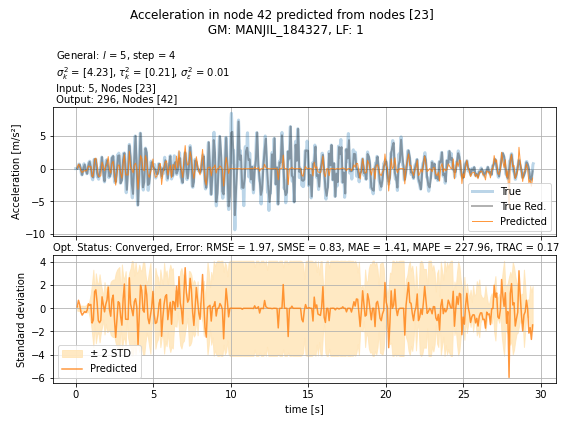 Acceleration in node 42 predicted from nodes [23]
GM: MANJIL_184327, LF: 1
General: l = 5, step = 4
σ²ₖ = [4.23], τ²ₖ = [0.21], σ²ε = 0.01
Input: 5, Nodes [23]
Output: 296, Nodes [42]
Acceleration [m/s²]
5
0
−5
−10
True
True Red.
Predicted
Opt. Status: Converged, Error: RMSE = 1.97, SMSE = 0.83, MAE = 1.41, MAPE = 227.96, TRAC = 0.17
Standard deviation
4
2
0
−2
−4
−6
± 2 STD
Predicted
0 5 10 15 20 25 30
time [s]